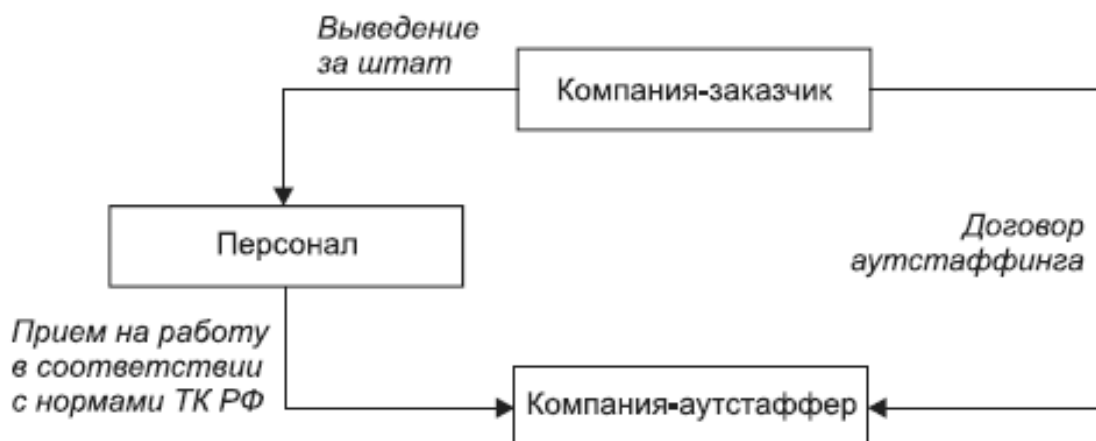 Выведение
за штат
Компания-заказчик
Персонал
Договор
аутстаффинга
Прием на работу
в соответствии
с нормами ТК РФ
Компания-аутстаффер